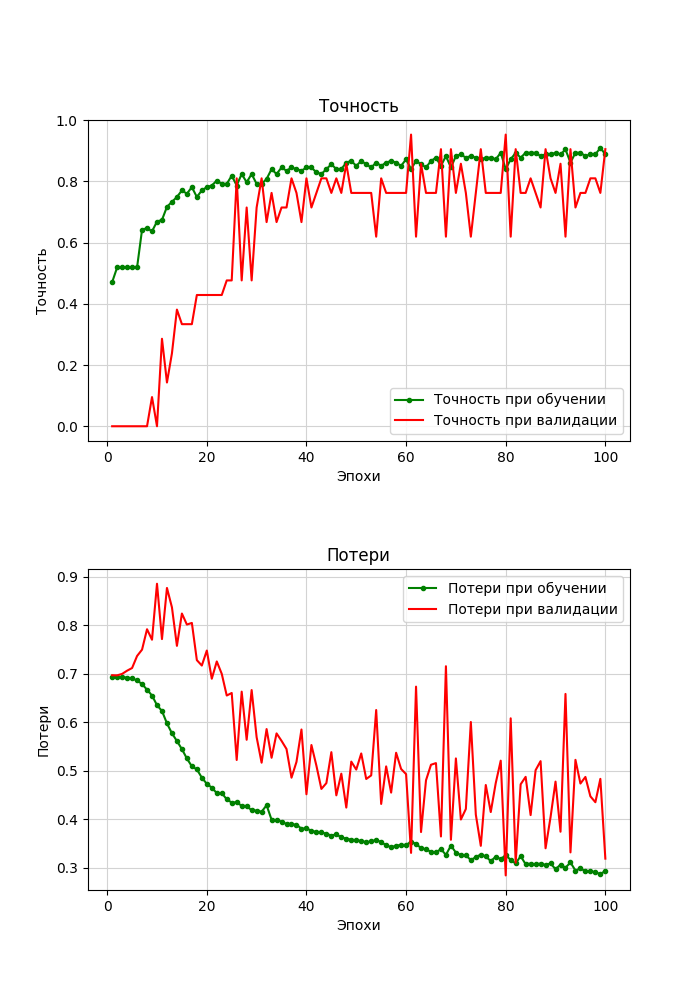 Точность
1.0
0.8
0.6
0.4
0.2
0.0
Точность
Точность при обучении
Точность при валидации
0 20 40 60 80 100
Эпохи
Потери
0.9
0.8
0.7
0.6
0.5
0.4
0.3
Потери
Потери при обучении
Потери при валидации
0 20 40 60 80 100
Эпохи